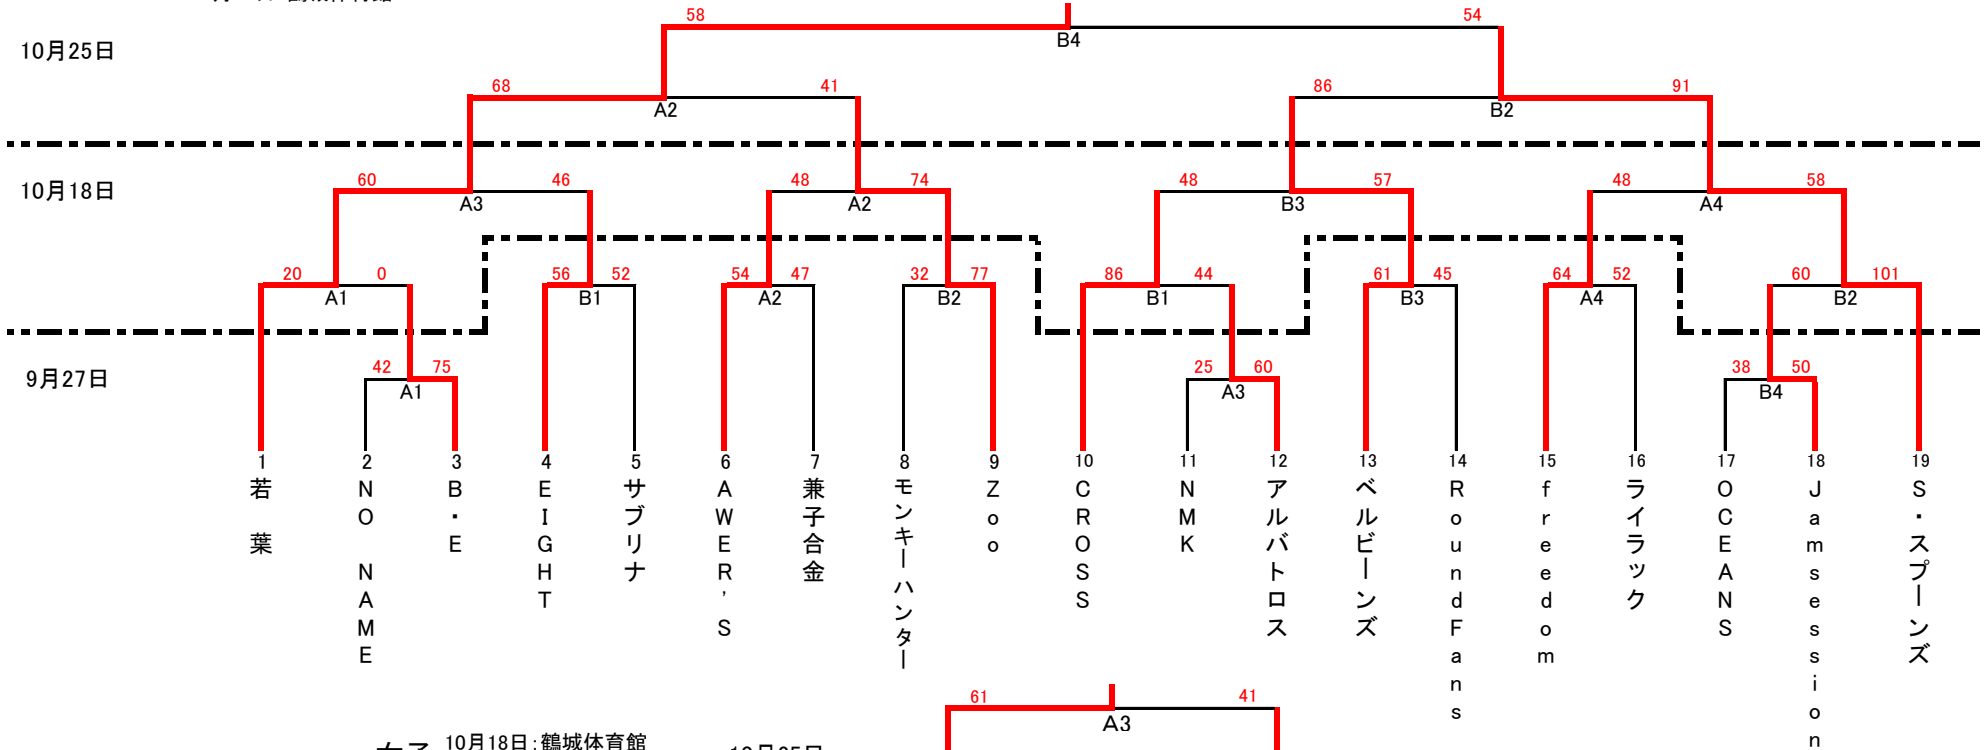 58 54
B4
10月25日
68 41 86 91
A2 B2
10月18日
60 46 48 74 48 57 48 58
A3 A2 B3 A4
20 0 56 52 54 47 32 77 86 44 61 45 64 52 60 101
A1 B1 A2 B2 B1 B3 A4 B2
9月27日
42 75 25 60 38 50
A1 A3 B4
1 2 3 4 5 6 7 8 9 10 11 12 13 14 15 16 17 18 19
若 葉
NO NAME
B・E
EIGHT
サブリナ
AWER'S
兼子合金
モンキーハンター
Zoo
CROSS
NMK
アルバトロス
ベルビーンズ
RoundFans
freedom
ライラック
OCEANS
Jamsession
S・スプーンズ
61 41
A3
10月18日:鶴城体育館